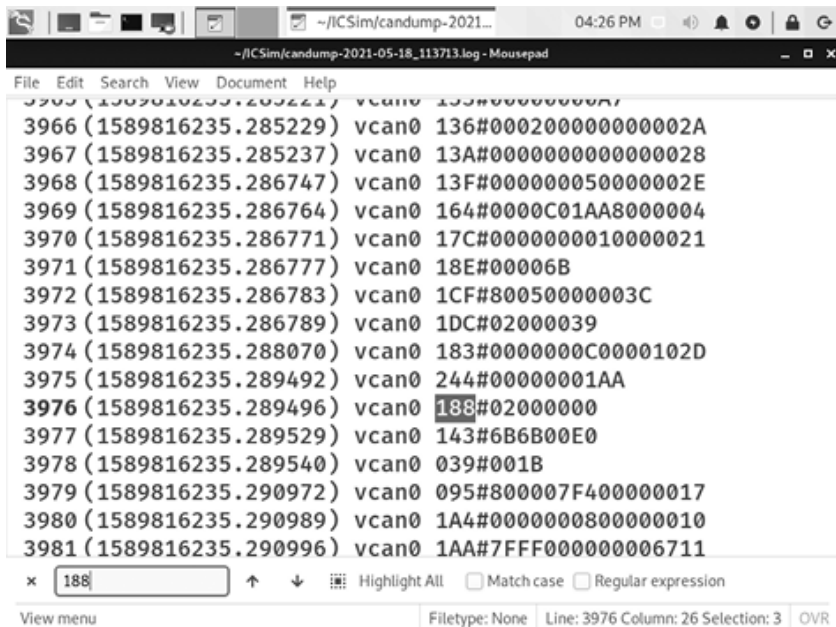 ~/ICSim/candump-2021... 04:26 PM
~/ICSim/candump-2021-05-18_113713.log - Mousepad
File Edit Search View Document Help
3965 (1589816235.285221) vcan0 133#00000000A7
3966 (1589816235.285229) vcan0 136#000200000000002A
3967 (1589816235.285237) vcan0 13A#0000000000000028
3968 (1589816235.286747) vcan0 13F#000000050000002E
3969 (1589816235.286764) vcan0 164#0000C01AA8000004
3970 (1589816235.286771) vcan0 17C#0000000010000021
3971 (1589816235.286777) vcan0 18E#00006B
3972 (1589816235.286783) vcan0 1CF#80050000003C
3973 (1589816235.286789) vcan0 1DC#02000039
3974 (1589816235.288070) vcan0 183#0000000C0000102D
3975 (1589816235.289492) vcan0 244#00000001AA
3976 (1589816235.289496) vcan0 188#02000000
3977 (1589816235.289529) vcan0 143#6B6B00E0
3978 (1589816235.289540) vcan0 039#001B
3979 (1589816235.290972) vcan0 095#800007F400000017
3980 (1589816235.290989) vcan0 1A4#0000000800000010
3981 (1589816235.290996) vcan0 1AA#7FFF000000006711
188 Highlight All Match case Regular expression
View menu Filetype: None Line: 3976 Column: 26 Selection: 3 OVR